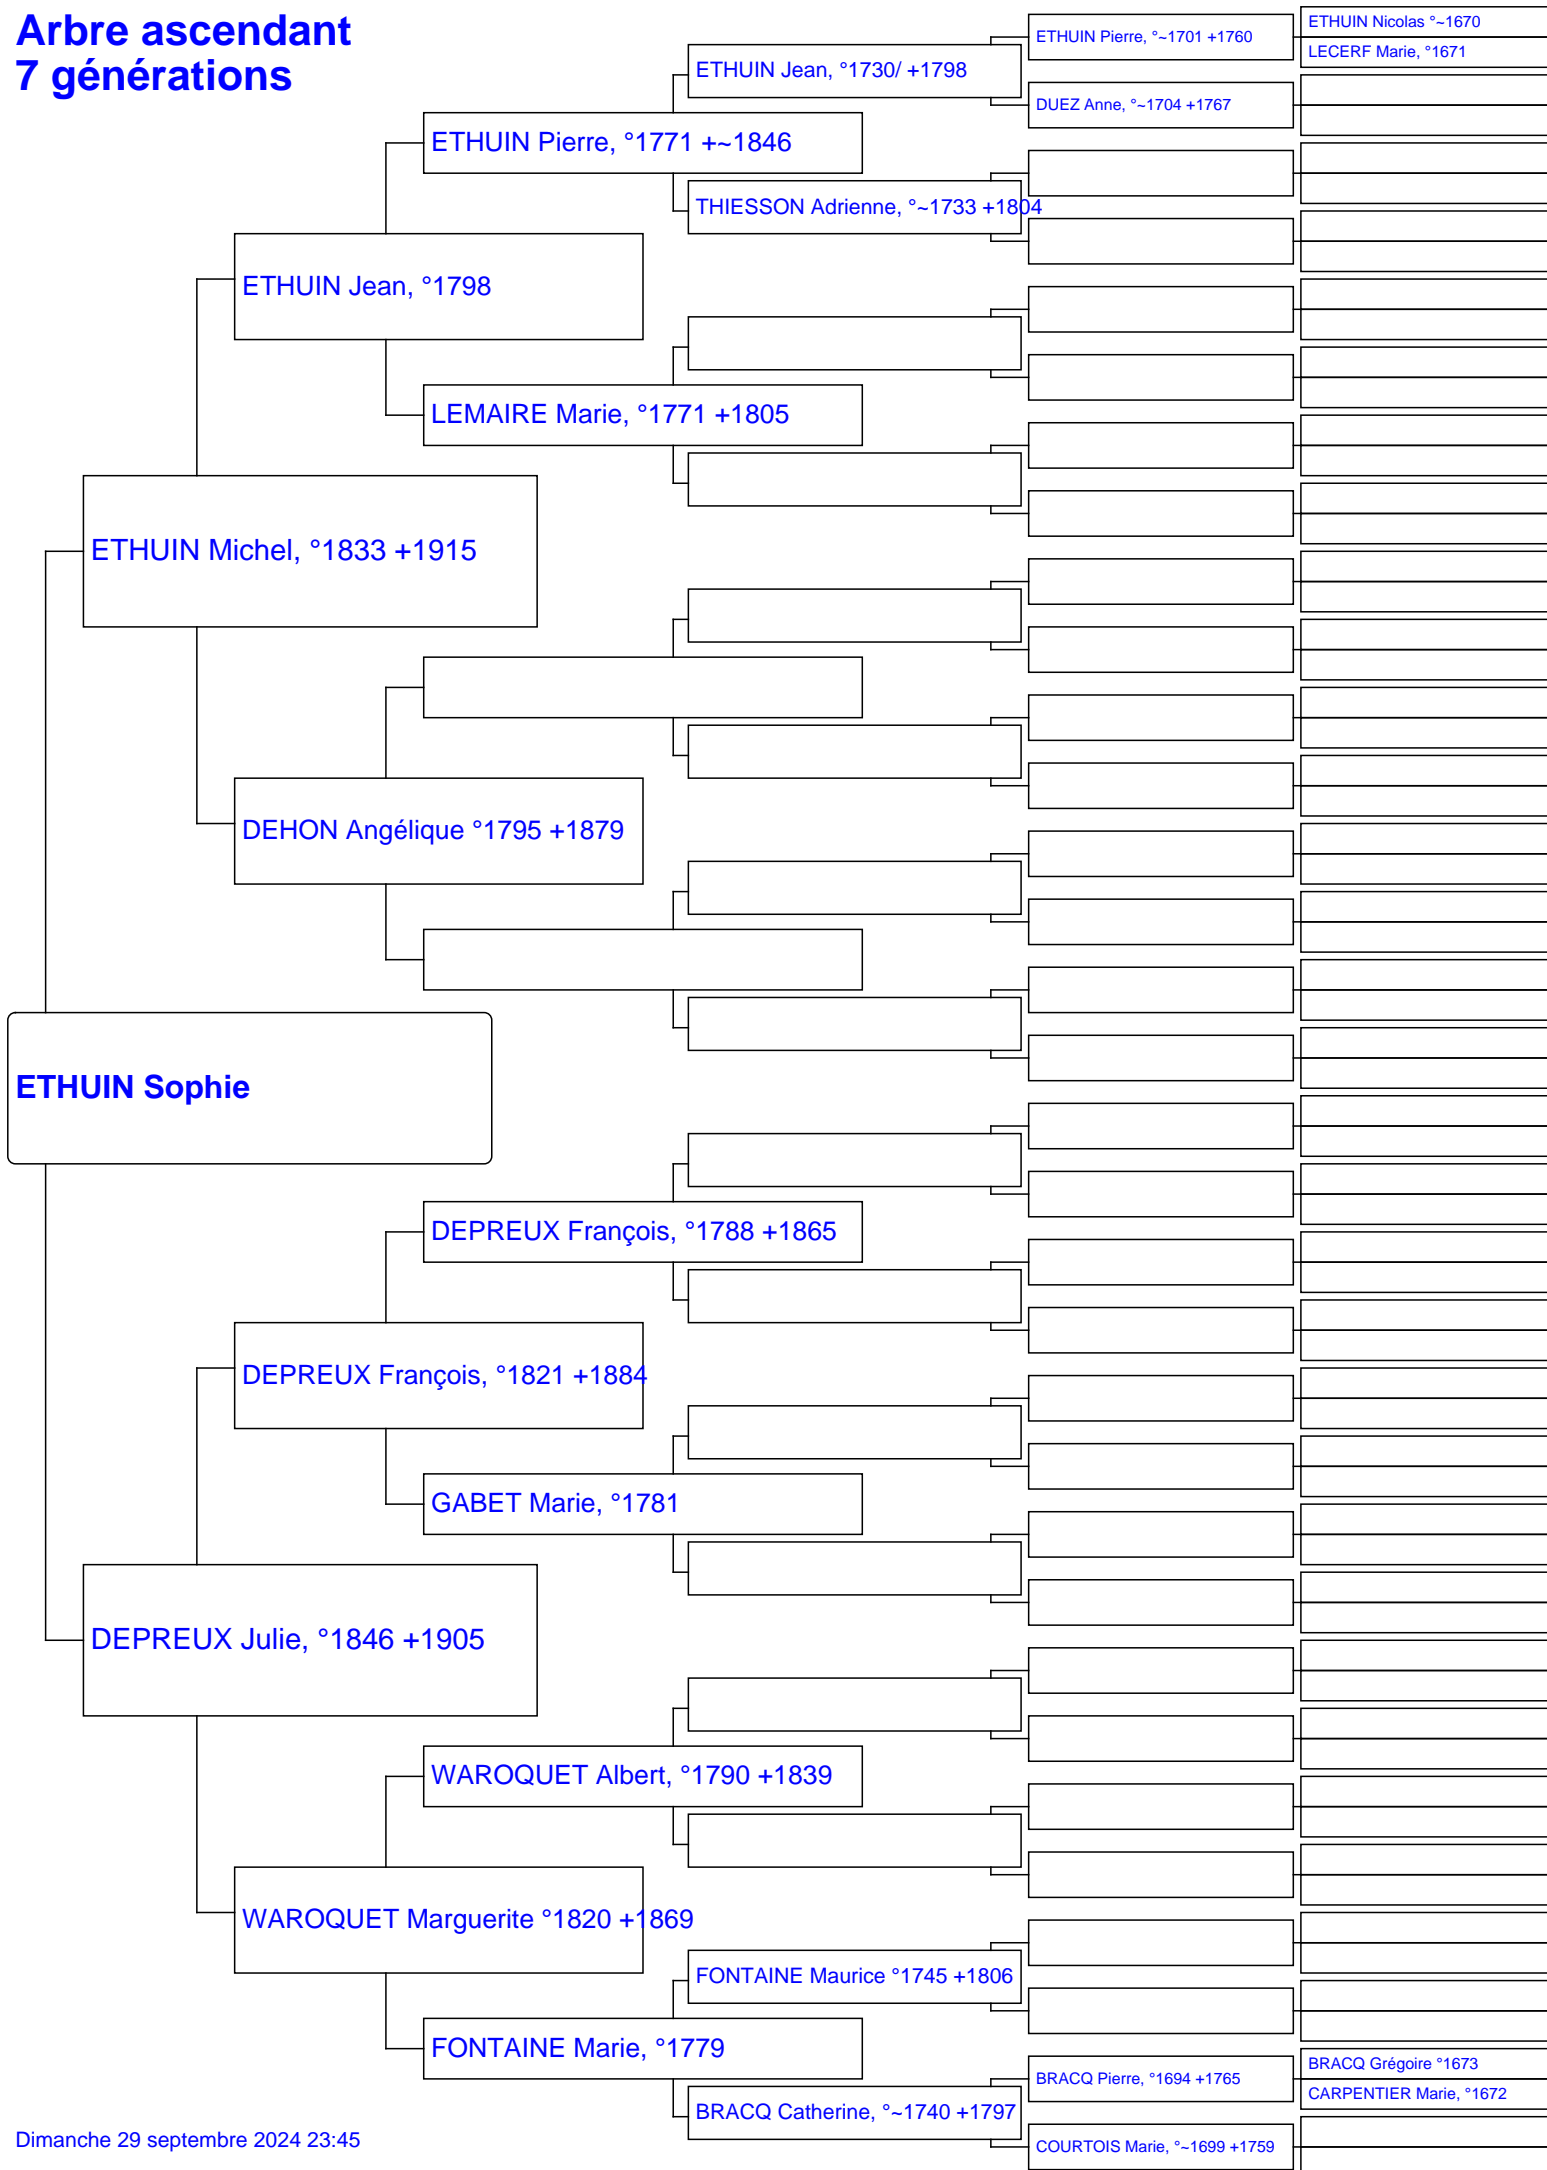 Arbre ascendant
7 générations
ETHUIN Nicolas °~1670
ETHUIN Pierre, °~1701 +1760
LECERF Marie, °1671
ETHUIN Jean, °1730/ +1798
DUEZ Anne, °~1704 +1767
ETHUIN Pierre, °1771 +~1846
THIESSON Adrienne, °~1733 +1804
ETHUIN Jean, °1798
LEMAIRE Marie, °1771 +1805
ETHUIN Michel, °1833 +1915
DEHON Angélique °1795 +1879
ETHUIN Sophie
DEPREUX François, °1788 +1865
DEPREUX François, °1821 +1884
GABET Marie, °1781
DEPREUX Julie, °1846 +1905
WAROQUET Albert, °1790 +1839
WAROQUET Marguerite °1820 +1869
FONTAINE Maurice °1745 +1806
FONTAINE Marie, °1779
BRACQ Grégoire °1673
BRACQ Pierre, °1694 +1765
CARPENTIER Marie, °1672
BRACQ Catherine, °~1740 +1797
COURTOIS Marie, °~1699 +1759
Dimanche 29 septembre 2024 23:45